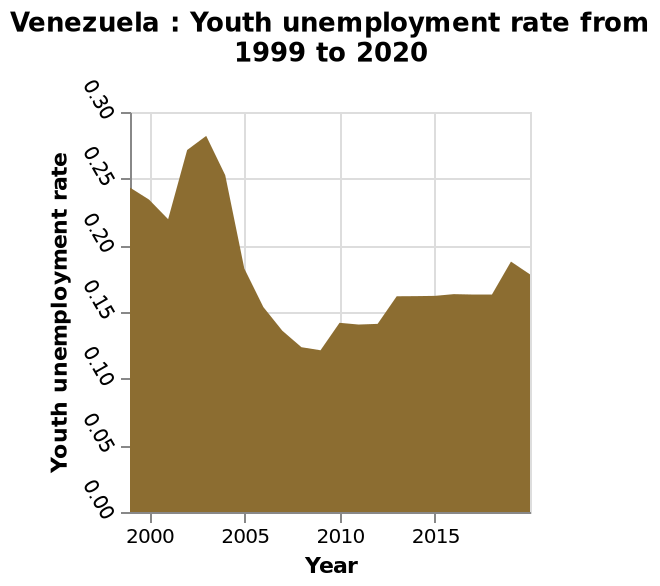 Venezuela : Youth unemployment rate from
1999 to 2020
Youth unemployment rate
0.30
0.25
0.20
0.15
0.10
0.05
0.00
2000 2005 2010 2015
Year